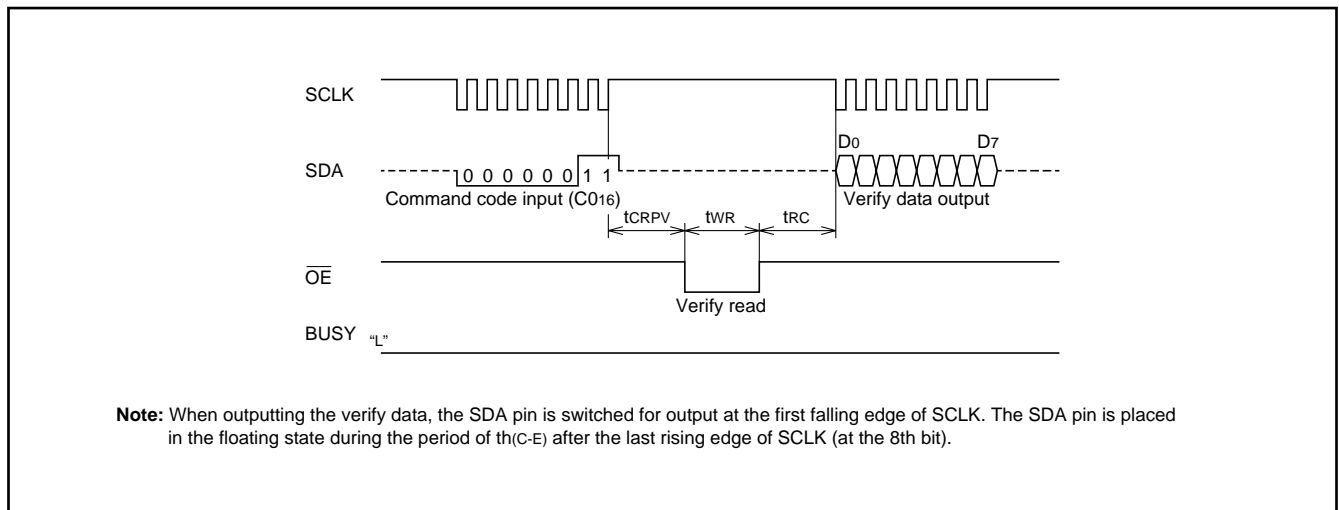 SCLK
D0 D7
SDA
0 0 0 0 0 0 1 1
Command code input (C016)
Verify data output
tCRPV tWR tRC
OE
Verify read
BUSY “L”
Note: When outputting the verify data, the SDA pin is switched for output at the first falling edge of SCLK. The SDA pin is placed
in the floating state during the period of th(C-E) after the last rising edge of SCLK (at the 8th bit).